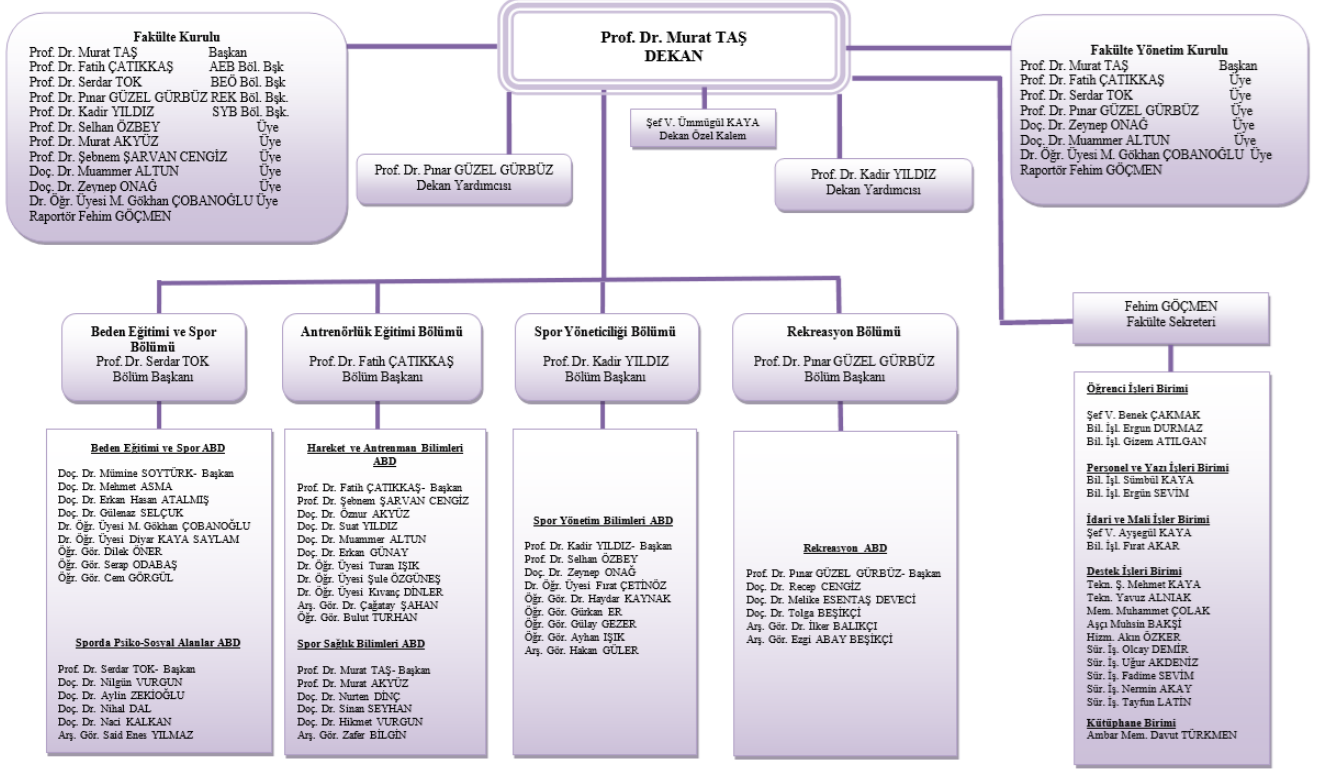 Prof. Dr. Murat TAŞ
DEKAN
Fakülte Kurulu
Prof. Dr. Murat TAŞ Başkan
Prof. Dr. Fatih ÇATIKKAŞ AEB Böl. Bşk
Prof. Dr. Serdar TOK BEÖ Böl. Bşk.
Prof. Dr. Pınar GÜZEL GÜRBÜZ REK Böl. Bşk.
Prof. Dr. Kadir YILDIZ SYB Böl. Bşk.
Prof. Dr. Selhan ÖZBEY Üye
Prof. Dr. Murat AKYÜZ Üye
Prof. Dr. Şebnem ŞARVAN CENGİZ Üye
Doç. Dr. Muammer ALTUN Üye
Doç. Dr. Zeynep ONAĞ Üye
Dr. Öğr. Üyesi M. Gökhan ÇOBANOĞLU Üye
Raportör Fehim GÖÇMEN
Fakülte Yönetim Kurulu
Prof. Dr. Murat TAŞ Başkan
Prof. Dr. Fatih ÇATIKKAŞ Üye
Prof. Dr. Serdar TOK Üye
Prof. Dr. Pınar GÜZEL GÜRBÜZ Üye
Doç. Dr. Zeynep ONAĞ Üye
Doç. Dr. Muammer ALTUN Üye
Dr. Öğr. Üyesi M. Gökhan ÇOBANOĞLU Üye
Raportör Fehim GÖÇMEN
Şef V. Ümmügül KAYA
Dekan Özel Kalem
Prof. Dr. Pınar GÜZEL GÜRBÜZ
Dekan Yardımcısı
Prof. Dr. Kadir YILDIZ
Dekan Yardımcısı
Fehim GÖÇMEN
Fakülte Sekreteri
Beden Eğitimi ve Spor
Bölümü
Prof. Dr. Serdar TOK
Bölüm Başkanı
Antrenörlük Eğitimi Bölümü
Prof. Dr. Fatih ÇATIKKAŞ
Bölüm Başkanı
Spor Yöneticiliği Bölümü
Prof. Dr. Kadir YILDIZ
Bölüm Başkanı
Rekreasyon Bölümü
Prof. Dr. Pınar GÜZEL GÜRBÜZ
Bölüm Başkanı
Beden Eğitimi ve Spor ABD
Doç. Dr. Mümine SOYTÜRK- Başkan
Doç. Dr. Mehmet ASMA
Doç. Dr. Erkan Hasan ATALMIŞ
Doç. Dr. Gülenaz SELÇUK
Dr. Öğr. Üyesi M. Gökhan ÇOBANOĞLU
Dr. Öğr. Üyesi Diyar KAYA SAYLAM
Öğr. Gör. Dilek ÖNER
Öğr. Gör. Serap ODABAŞ
Öğr. Gör. Cem GÖRGÜL
Sporda Psiko-Sosyal Alanlar ABD
Prof. Dr. Serdar TOK- Başkan
Doç. Dr. Nilgün VURGUN
Doç. Dr. Aylin ZEKİOĞLU
Doç. Dr. Nihal DAL
Doç. Dr. Naci KALKAN
Arş. Gör. Said Enes YILMAZ
Hareket ve Antrenman Bilimleri
ABD
Prof. Dr. Fatih ÇATIKKAŞ- Başkan
Prof. Dr. Şebnem ŞARVAN CENGİZ
Doç. Dr. Öznur AKYÜZ
Doç. Dr. Suat YILDIZ
Doç. Dr. Muammer ALTUN
Doç. Dr. Erkan GÜNAY
Dr. Öğr. Üyesi Turan IŞIK
Dr. Öğr. Üyesi Şule ÖZGÜNEŞ
Dr. Öğr. Üyesi Kıvanç DİNLER
Arş. Gör. Dr. Çağatay ŞAHAN
Öğr. Gör. Bulut TURHAN
Spor Sağlık Bilimleri ABD
Prof. Dr. Murat TAŞ- Başkan
Prof. Dr. Murat AKYÜZ
Doç. Dr. Nurten DİNÇ
Doç. Dr. Sinan SEYHAN
Doç. Dr. Hikmet VURGUN
Arş. Gör. Zafer BİLGİN
Spor Yönetim Bilimleri ABD
Prof. Dr. Kadir YILDIZ- Başkan
Prof. Dr. Selhan ÖZBEY
Doç. Dr. Zeynep ONAĞ
Dr. Öğr. Üyesi Fırat ÇETİNÖZ
Öğr. Gör. Dr. Haydar KAYNAK
Öğr. Gör. Gürkan ER
Öğr. Gör. Gülay GEZER
Öğr. Gör. Ayhan IŞIK
Arş. Gör. Hakan GÜLER
Rekreasyon ABD
Prof. Dr. Pınar GÜZEL GÜRBÜZ- Başkan
Doç. Dr. Recep CENGİZ
Doç. Dr. Melike ESENTAŞ DEVECİ
Doç. Dr. Tolga BEŞİKÇİ
Arş. Gör. Dr. İlker BALIKÇI
Arş. Gör. Ezgi ABAY BEŞİKÇİ
Öğrenci İşleri Birimi
Şef V. Benek ÇAKMAK
Bil. İşl. Ergun DURMAZ
Bil. İşl. Gizem ATILGAN
Personel ve Yazı İşleri Birimi
Bil. İşl. Sümbül KAYA
Bil. İşl. Ergün SEVİM
İdari ve Mali İşler Birimi
Şef V. Ayşegül KAYA
Bil. İşl. Fırat AKAR
Destek İşleri Birimi
Tekn. Ş. Mehmet KAYA
Tekn. Yavuz ALNIAK
Mem. Muhammet ÇOLAK
Aşçı Muhsin BAKŞİ
Hizm. Akın ÖZKER
Sür. İş. Olcay DEMİR
Sür. İş. Uğur AKDENİZ
Sür. İş. Fadime SEVİM
Sür. İş. Nermin AKAY
Sür. İş. Tayfun LATİN
Kütüphane Birimi
Ambar Mem. Davut TÜRKMEN